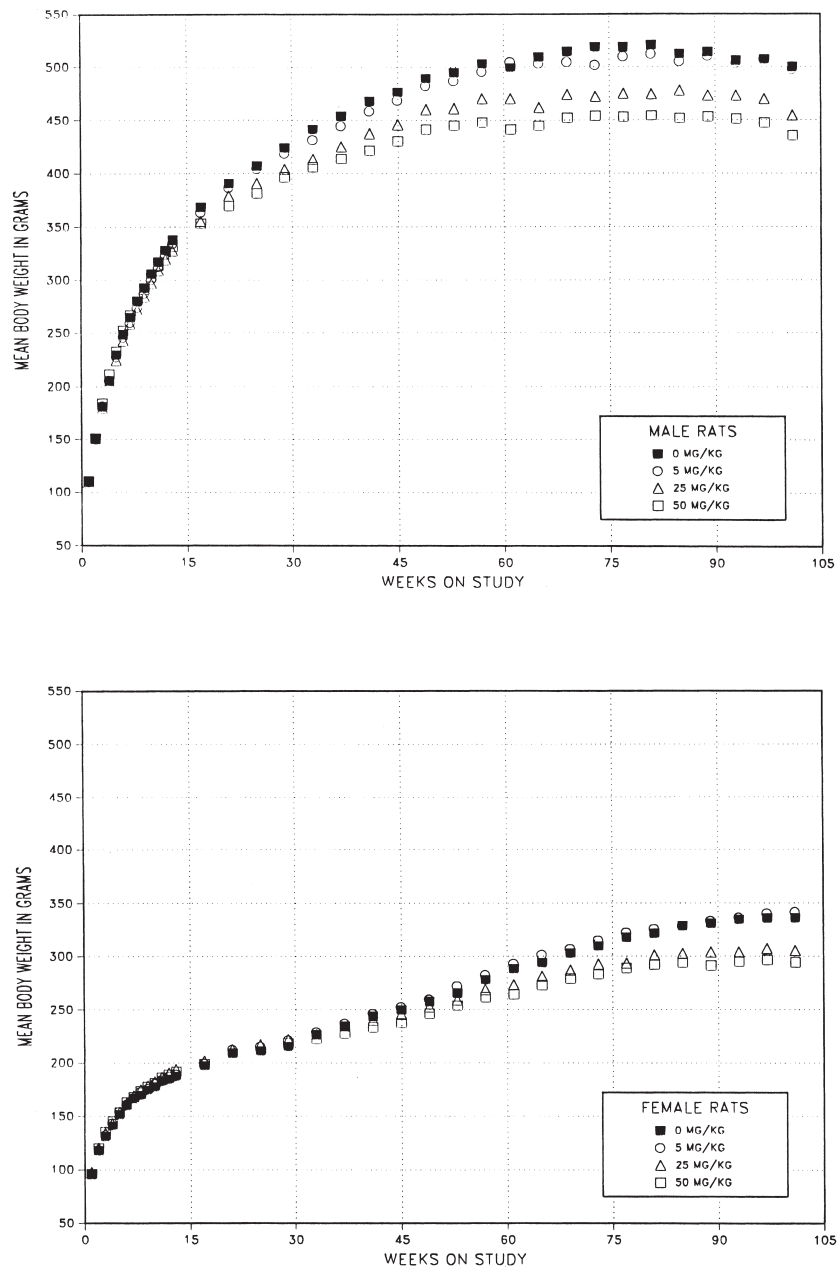 550
500
450
400
350
300
250
200
150
100
50
MEAN BODY WEIGHT IN GRAMS
MALE RATS
0 MG/KG
5 MG/KG
25 MG/KG
50 MG/KG
0 15 30 45 60 75 90 105
WEEKS ON STUDY
550
500
450
400
350
300
250
200
150
100
50
MEAN BODY WEIGHT IN GRAMS
FEMALE RATS
0 MG/KG
5 MG/KG
25 MG/KG
50 MG/KG
0 15 30 45 60 75 90 105
WEEKS ON STUDY